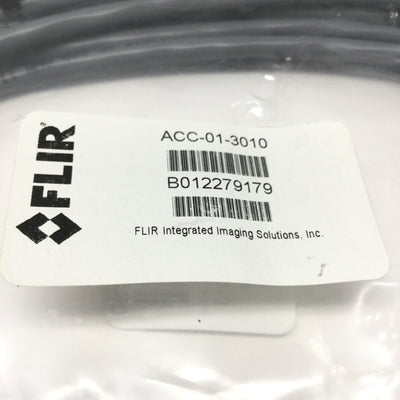 FLIR®
ACC-01-3010
B012279179
FLIR Integrated Imaging Solutions, Inc.